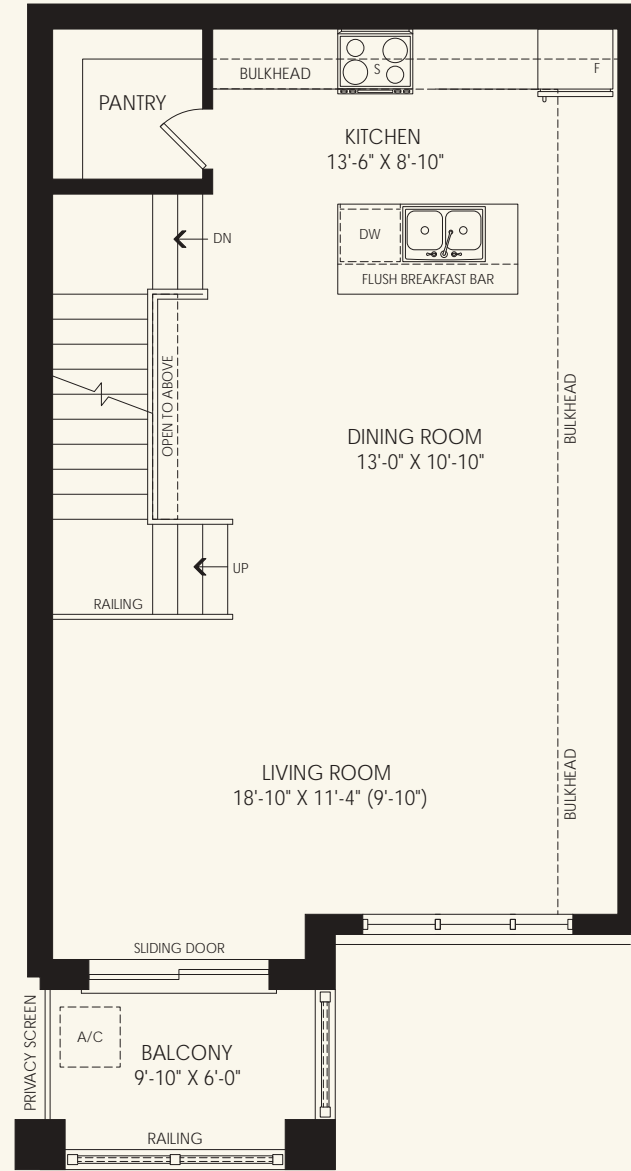 BULKHEAD
S
F
PANTRY
KITCHEN
13'-6" X 8'-10"
DN
DW
FLUSH BREAKFAST BAR
OPEN TO ABOVE
BULKHEAD
DINING ROOM
13'-0" X 10'-10"
UP
RAILING
LIVING ROOM
18'-10" X 11'-4" (9'-10")
BULKHEAD
SLIDING DOOR
PRIVACY SCREEN
A/C
BALCONY
9'-10" X 6'-0"
RAILING